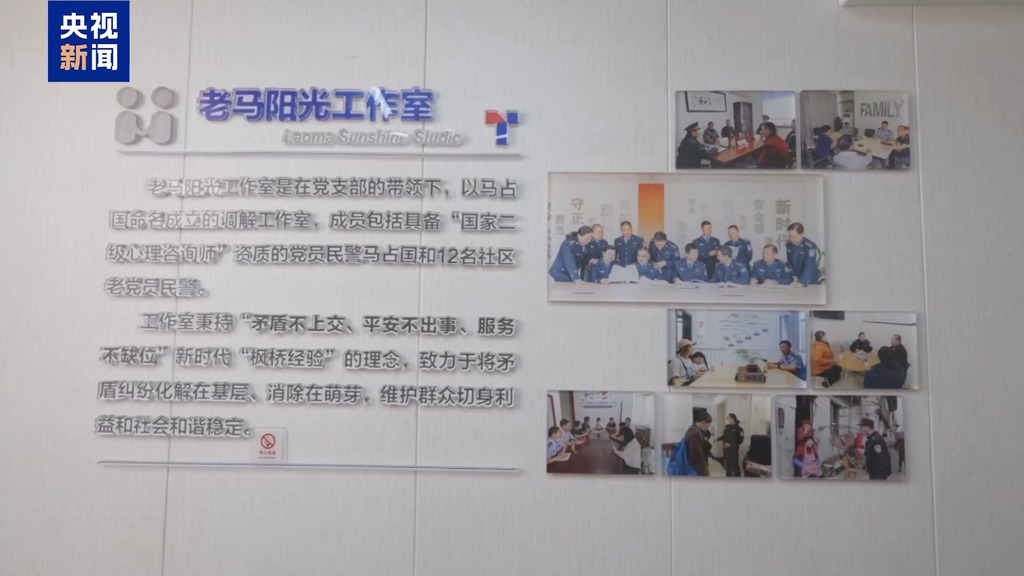 央视
新闻
老马阳光工作室
Laoma Sunshine Studio
老马阳光工作室是在党支部的带领下，以马占
国命名成立的调解工作室，成员包括具备“国家二
级心理咨询师”资质的党员民警马占国和12名社区
老党员民警。
工作室秉持“矛盾不上交、平安不出事、服务
不缺位”新时代“枫桥经验”的理念，致力于将矛
盾纠纷化解在基层、消除在萌芽，维护群众切身利
益和社会和谐稳定。
FAMILY
守正
安全感
新时